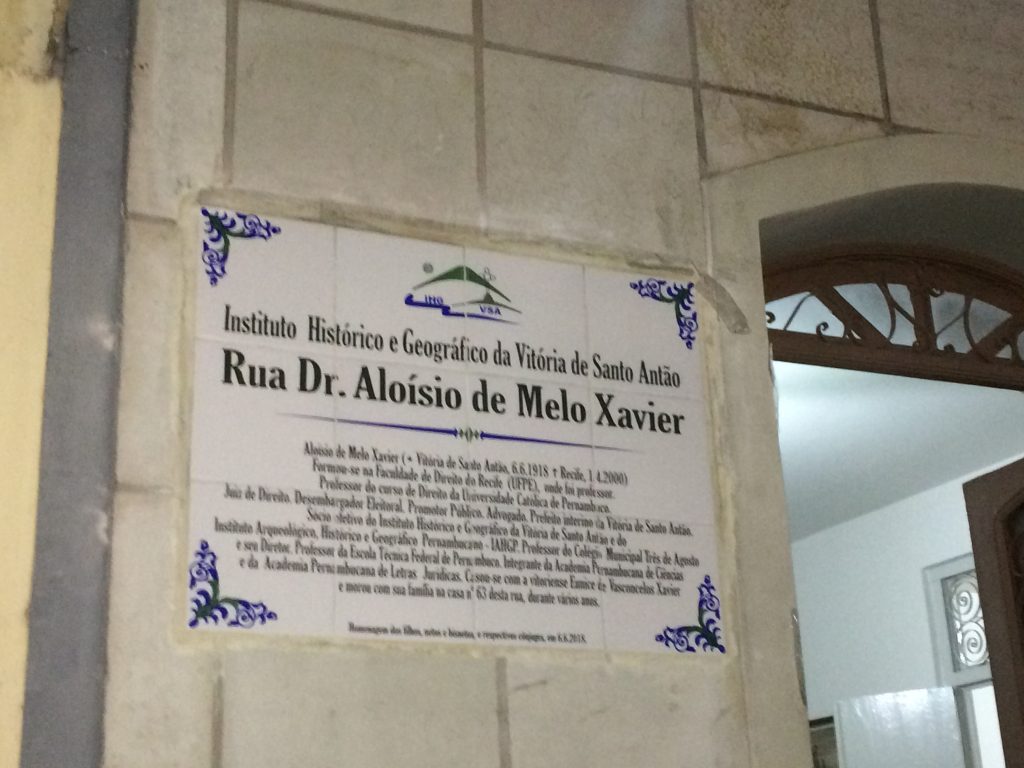 IHG
VSA
Instituto Histórico e Geográfico da Vitória de Santo Antão
Rua Dr. Aloísio de Melo Xavier
Aloísio de Melo Xavier (* Vitória de Santo Antão, 6.6.1918 † Recife, 1.4.2000)
Formou-se na Faculdade de Direito do Recife (UFPE), onde foi professor.
Professor do curso de Direito da Universidade Católica de Pernambuco.
Juiz de Direito, Desembargador Eleitoral, Promotor Público, Advogado, Prefeito interino da Vitória de Santo Antão.
Sócio efetivo do Instituto Histórico e Geográfico da Vitória de Santo Antão e do
Instituto Arqueológico, Histórico e Geográfico Pernambucano - IAHGP. Professor do Colégio Municipal Três de Agosto
e seu Diretor. Professor da Escola Técnica Federal de Pernambuco. Integrante da Academia Pernambucana de Ciências
e da Academia Pernambucana de Letras Jurídicas. Casou-se com a vitoriense Eunice de Vasconcelos Xavier
e morou com sua família na casa nº 63 desta rua, durante vários anos.
Homenagem dos filhos, netos e bisnetos, e respectivos cônjuges, em 6.6.2018.